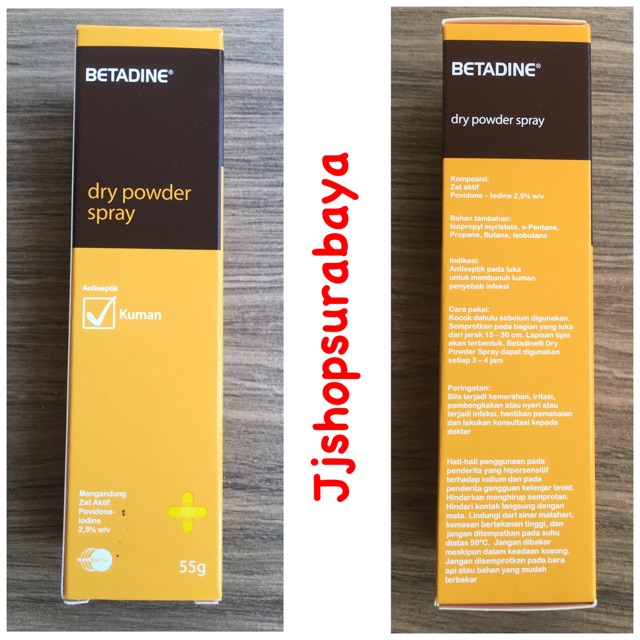 BETADINE®
dry powder
spray
Antiseptik
Kuman
Mengandung
Zat Aktif
Povidone-
Iodine
2,5% w/v
55g
Jjshopsurabaya
BETADINE®
dry powder spray
Komposisi:
Zat aktif
Povidone – Iodine 2,5% w/v
Bahan tambahan:
Isopropyl myristate, n-Pentane,
Propane, Butane, Isobutane
Indikasi:
Antiseptik pada luka
untuk membunuh kuman
penyebab infeksi
Cara pakai:
Kocok dahulu sebelum digunakan.
Semprotkan pada bagian yang luka
dari jarak 15 – 30 cm. Lapisan tipis
akan terbentuk. Betadine® Dry
Powder Spray dapat digunakan
setiap 3 – 4 jam
Peringatan:
Bila terjadi kemerahan, iritasi,
pembengkakan atau nyeri atau
terjadi infeksi, hentikan pemakaian
dan lakukan konsultasi kepada
dokter
Hati-hati penggunaan pada
penderita yang hipersensitif
terhadap iodium dan pada
penderita gangguan kelenjar tiroid.
Hindarkan menghirup semprotan.
Hindari kontak langsung dengan
mata. Lindungi dari sinar matahari,
kemasan bertekanan tinggi, dan
jangan ditempatkan pada suhu
diatas 50°C. Jangan dibakar
meskipun dalam keadaan kosong.
Jangan disemprotkan pada bara
api atau bahan yang mudah
terbakar